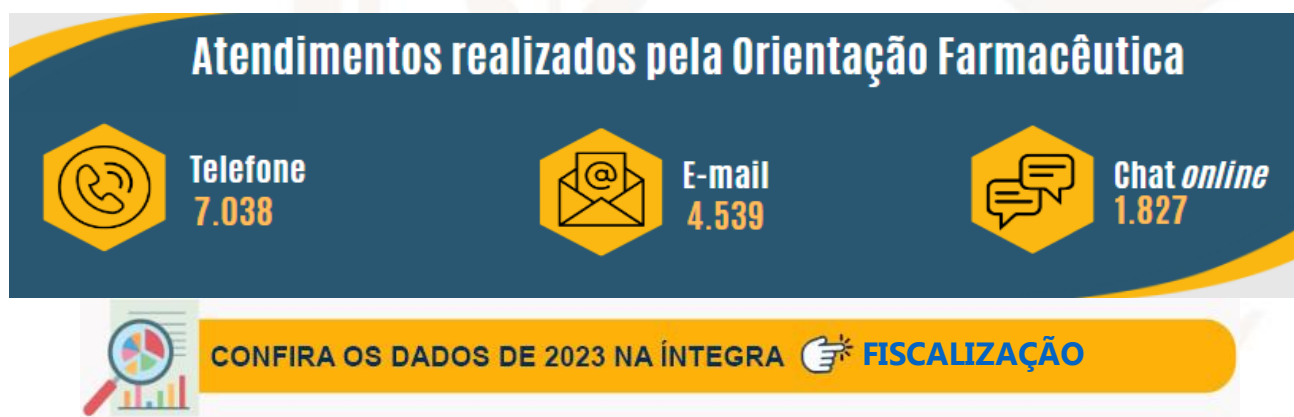 Atendimentos realizados pela Orientação Farmacêutica
Telefone
7.038
E-mail
4.539
Chat online
1.827
CONFIRA OS DADOS DE 2023 NA ÍNTEGRA FISCALIZAÇÃO